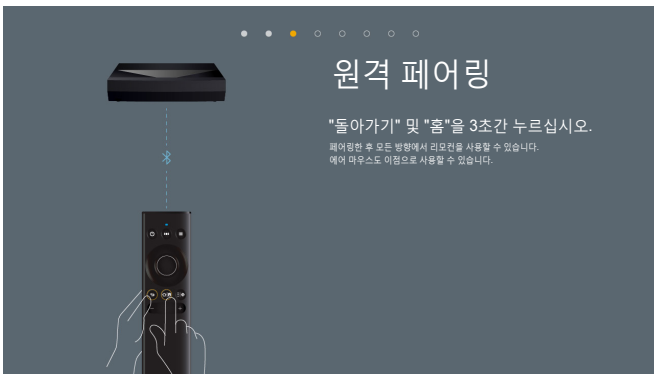 원격 페어링
"돌아가기" 및 "홈"을 3초간 누르십시오.
페어링한 후 모든 방향에서 리모컨을 사용할 수 있습니다.
에어 마우스도 이점으로 사용할 수 있습니다.